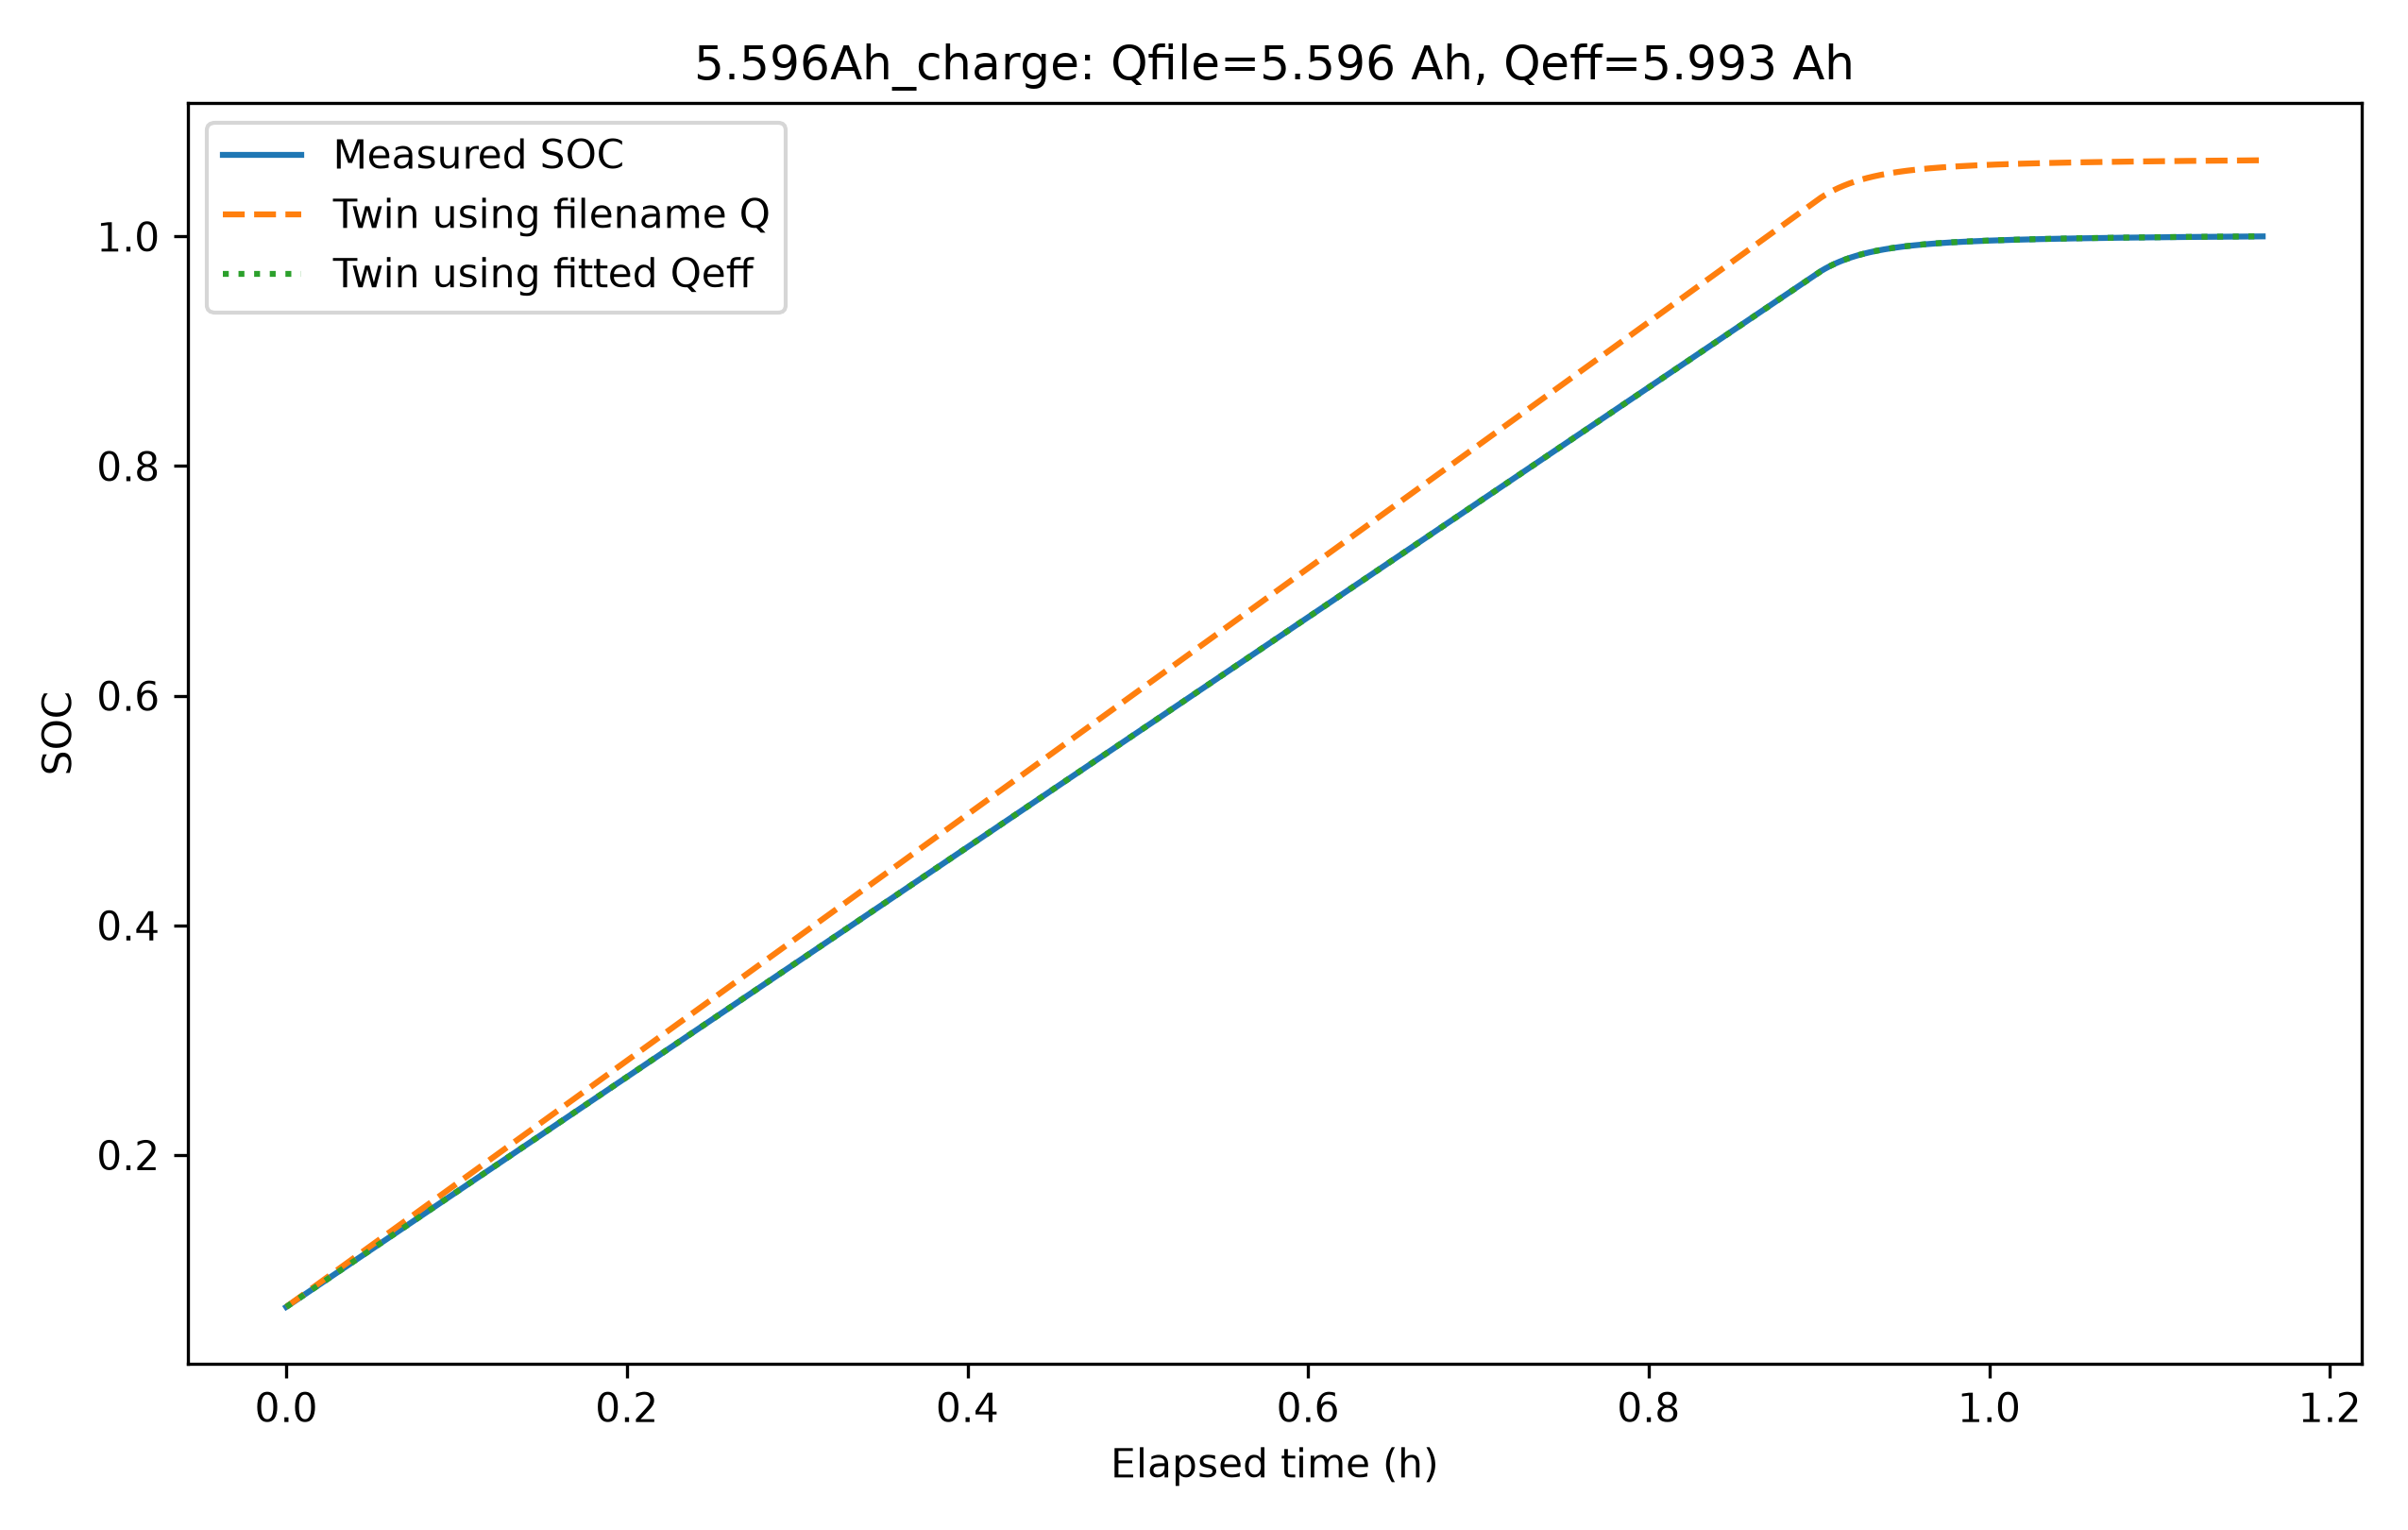 5.596Ah_charge: Qfile=5.596 Ah, Qeff=5.993 Ah
Measured SOC
Twin using filename Q
Twin using fitted Qeff
1.0
0.8
0.6
0.4
0.2
SOC
0.0 0.2 0.4 0.6 0.8 1.0 1.2
Elapsed time (h)